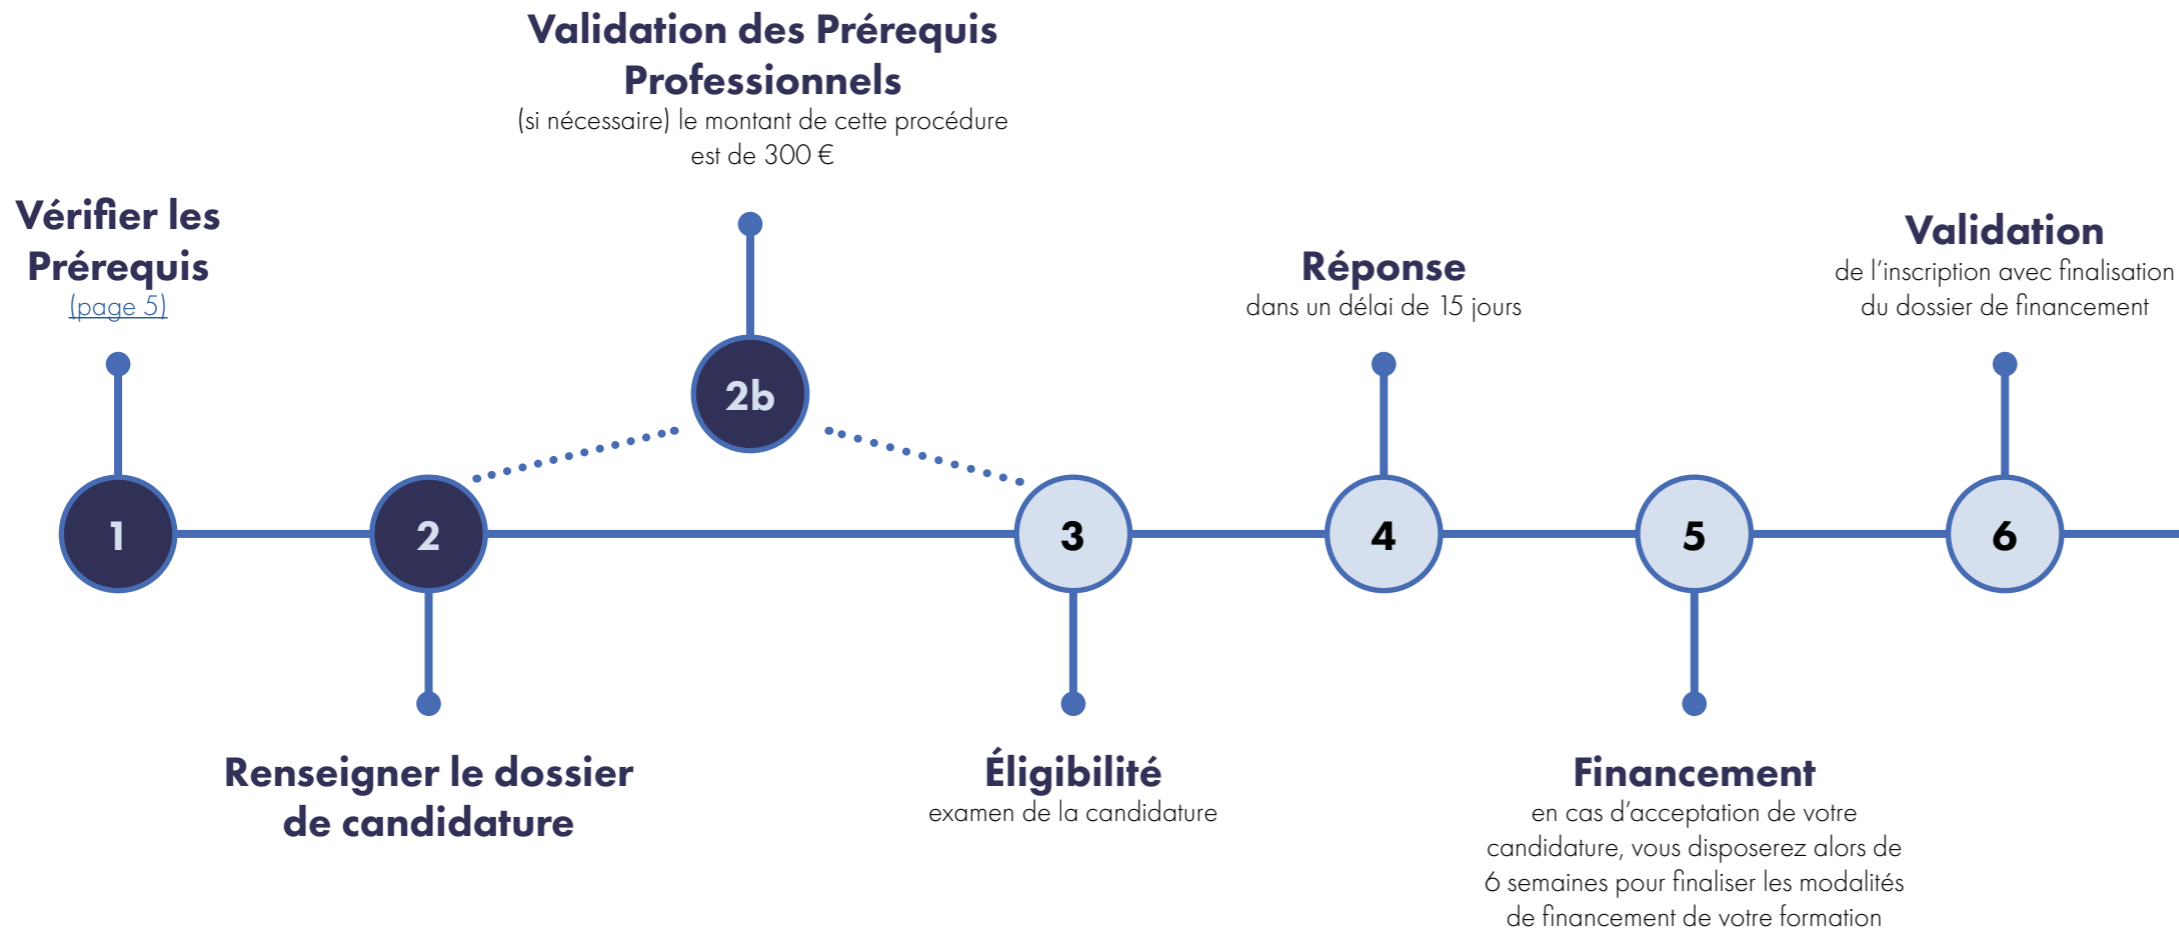 Validation des Prérequis
Professionnels
(si nécessaire) le montant de cette procédure
est de 300 €
Vérifier les
Prérequis
(page 5)
Réponse
dans un délai de 15 jours
Validation
de l’inscription avec finalisation
du dossier de financement
2b
1
2
3
4
5
6
Renseigner le dossier
de candidature
Éligibilité
examen de la candidature
Financement
en cas d’acceptation de votre
candidature, vous disposerez alors de
6 semaines pour finaliser les modalités
de financement de votre formation